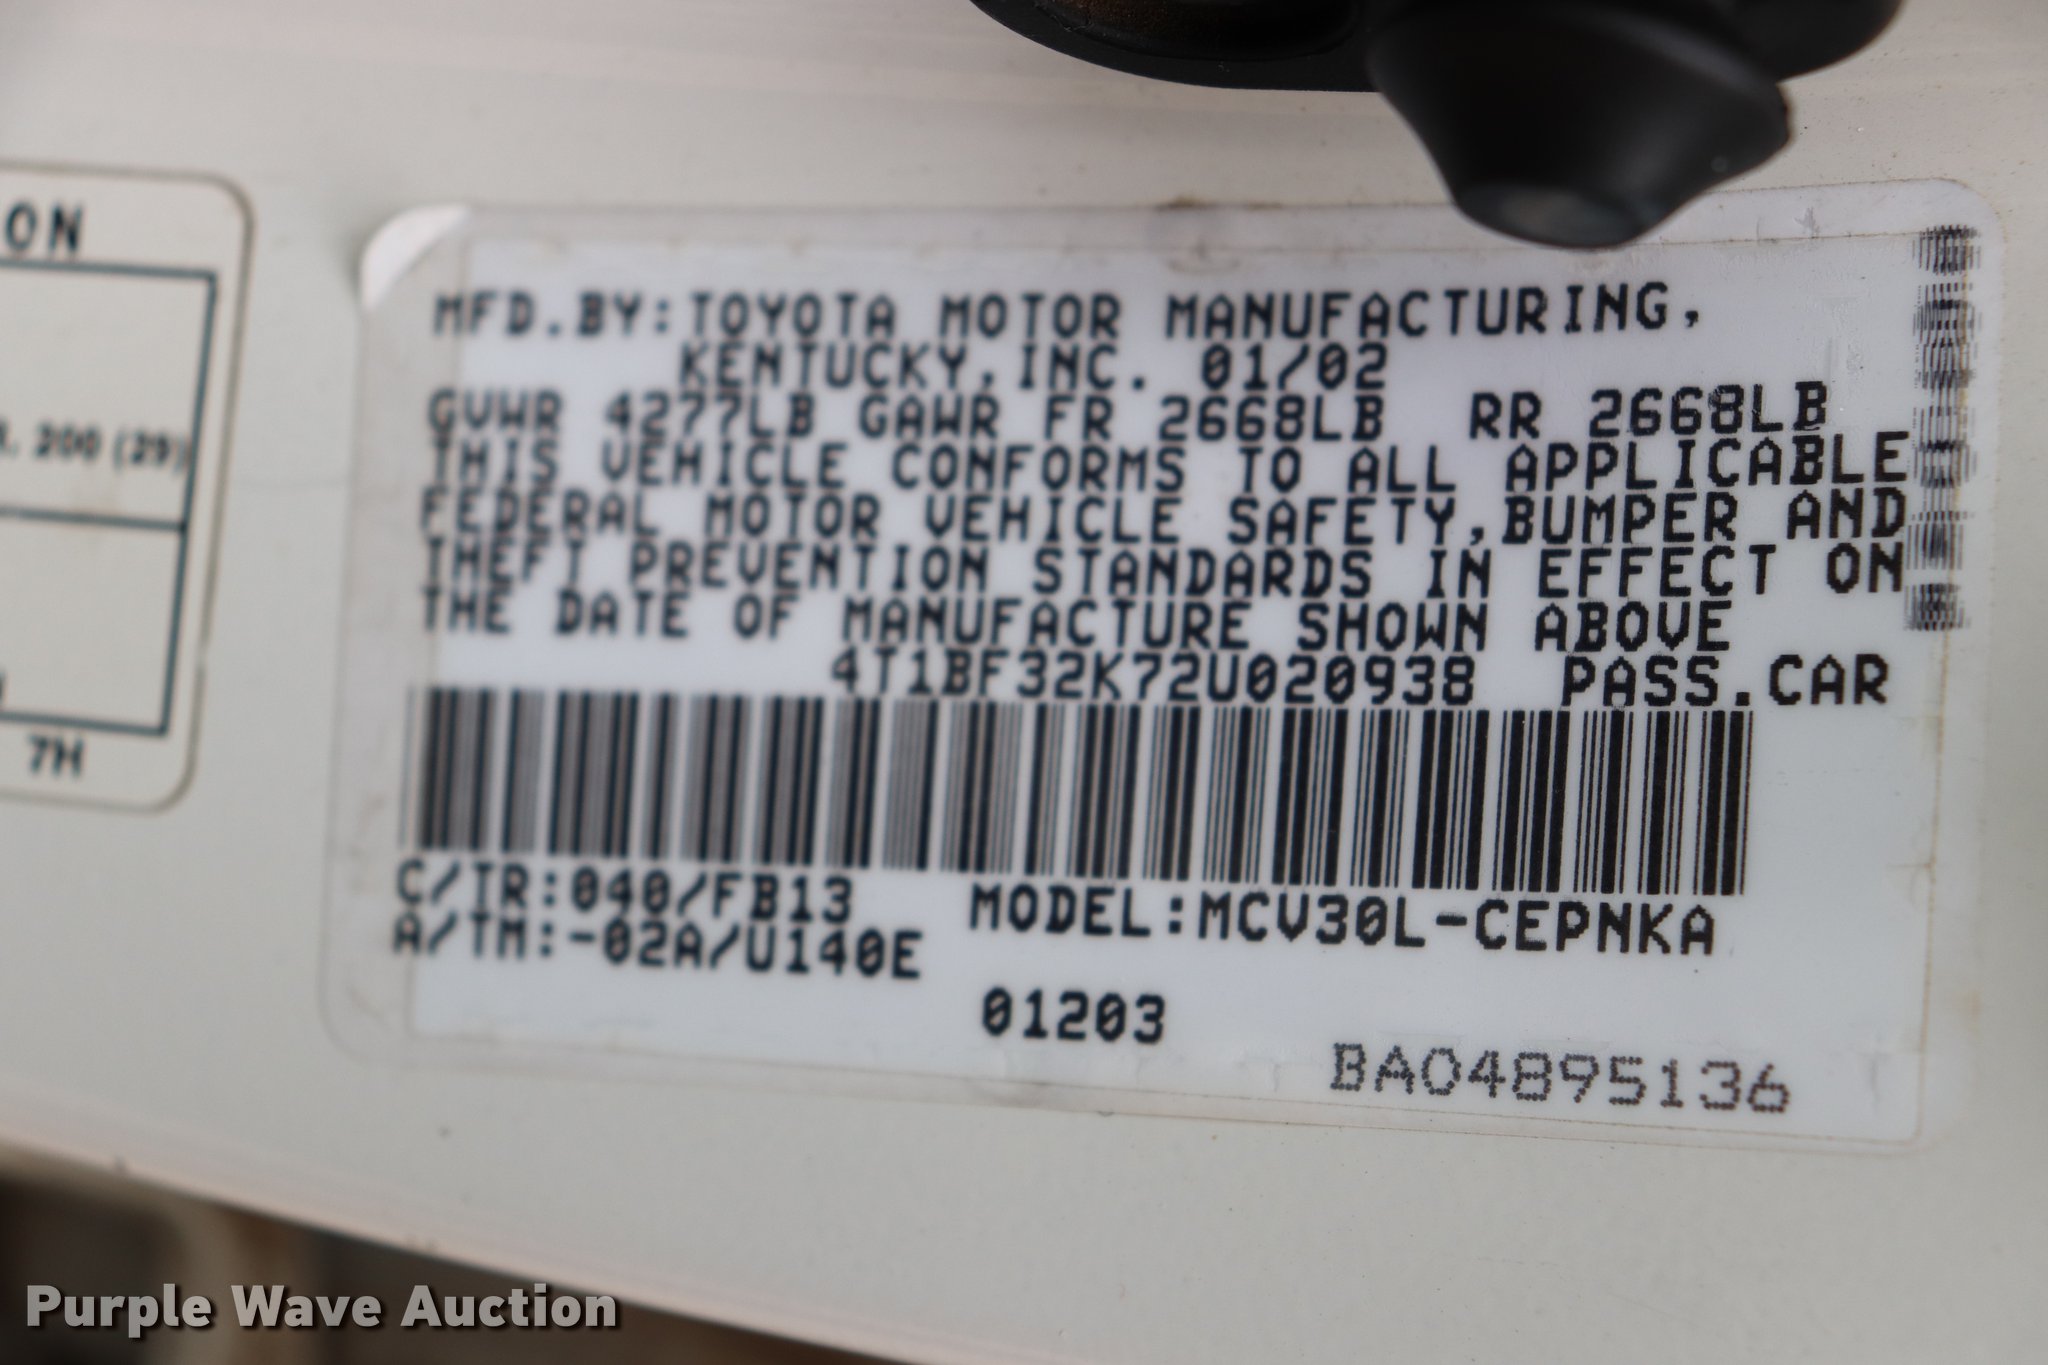 ON
200 (29)
7H
MFD.BY:TOYOTA MOTOR MANUFACTURING,
KENTUCKY,INC. 01/02
GVWR 4277LB GAWR FR 2668LB RR 2668LB
THIS VEHICLE CONFORMS TO ALL APPLICABLE
FEDERAL MOTOR VEHICLE SAFETY,BUMPER AND
THEFT PREVENTION STANDARDS IN EFFECT ON
THE DATE OF MANUFACTURE SHOWN ABOVE
4T1BF32K72U020938 PASS.CAR
C/TR:040/FB13 MODEL:MCV30L-CEPNKA
A/TM:-02A/U140E
01203
BA04895136
Purple Wave Auction